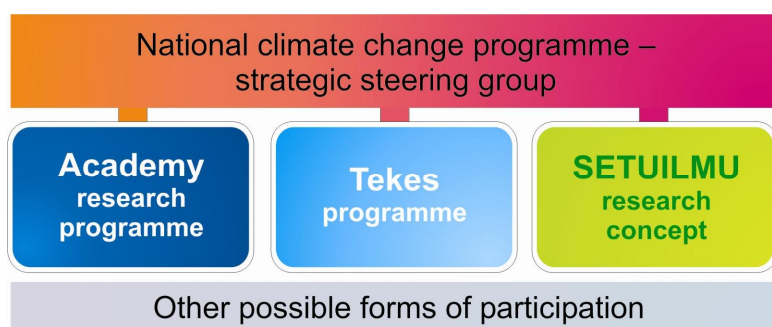 National climate change programme –
strategic steering group
Academy
research
programme
Tekes
programme
SETUILMU
research
concept
Other possible forms of participation